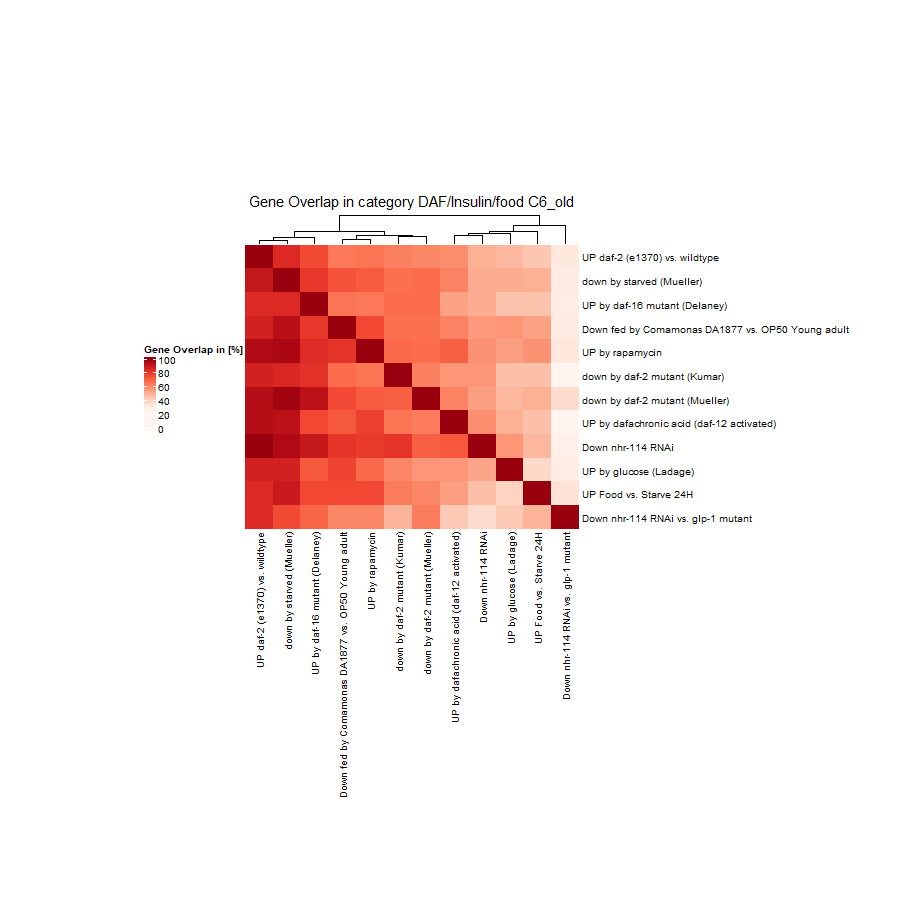 Gene Overlap in category DAF/Insulin/food C6_old
UP daf-2 (e1370) vs. wildtype
down by starved (Mueller)
UP by daf-16 mutant (Delaney)
Down fed by Comamonas DA1877 vs. OP50 Young adult
UP by rapamycin
down by daf-2 mutant (Kumar)
down by daf-2 mutant (Mueller)
UP by dafachronic acid (daf-12 activated)
Down nhr-114 RNAi
UP by glucose (Ladage)
UP Food vs. Starve 24H
Down nhr-114 RNAi vs. glp-1 mutant
Gene Overlap in [%]
100
80
60
40
20
0
UP daf-2 (e1370) vs. wildtype
down by starved (Mueller)
UP by daf-16 mutant (Delaney)
Down fed by Comamonas DA1877 vs. OP50 Young adult
UP by rapamycin
down by daf-2 mutant (Kumar)
down by daf-2 mutant (Mueller)
UP by dafachronic acid (daf-12 activated)
Down nhr-114 RNAi
UP by glucose (Ladage)
UP Food vs. Starve 24H
Down nhr-114 RNAi vs. glp-1 mutant